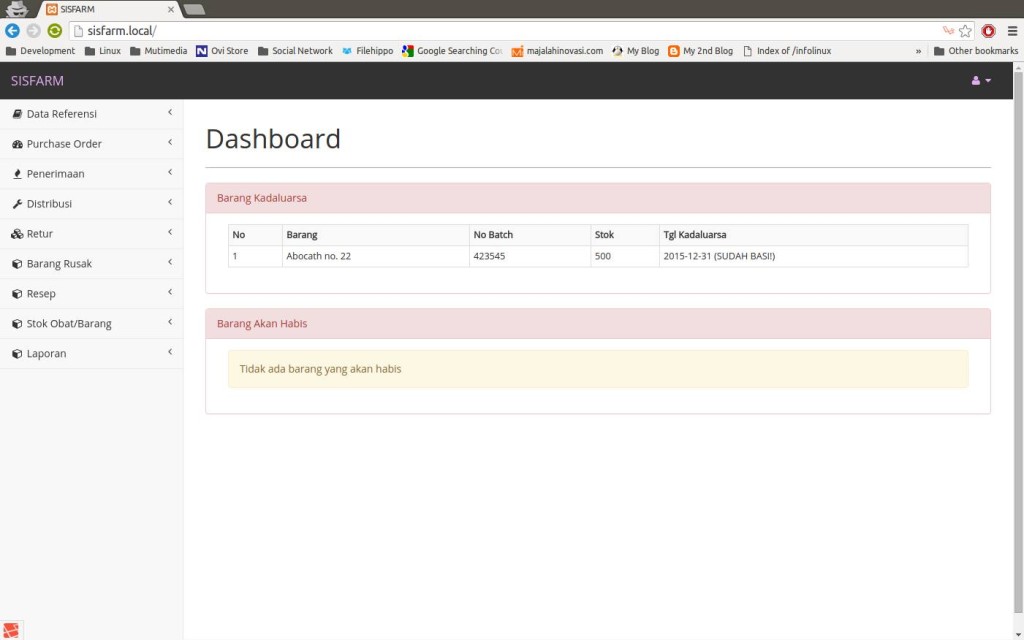 SISFARM
sisfarm.local/
Development Linux Mutimedia Ovi Store Social Network Filehippo Google Searching Co majalahinovasi.com My Blog My 2nd Blog Index of /infolinux » Other bookmarks
SISFARM
Data Referensi
Purchase Order
Penerimaan
Distribusi
Retur
Barang Rusak
Resep
Stok Obat/Barang
Laporan
Dashboard
Barang Kadaluarsa
No Barang No Batch Stok Tgl Kadaluarsa
1 Abocath no. 22 423545 500 2015-12-31 (SUDAH BASI!)
Barang Akan Habis
Tidak ada barang yang akan habis